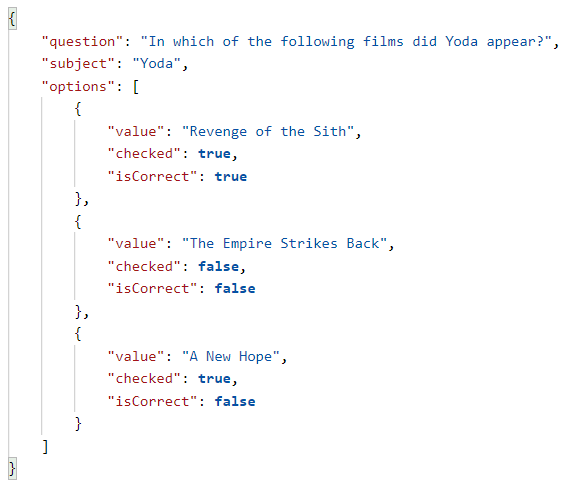 {
    "question": "In which of the following films did Yoda appear?",
    "subject": "Yoda",
    "options": [
        {
            "value": "Revenge of the Sith",
            "checked": true,
            "isCorrect": true
        },
        {
            "value": "The Empire Strikes Back",
            "checked": false,
            "isCorrect": false
        },
        {
            "value": "A New Hope",
            "checked": true,
            "isCorrect": false
        }
    ]
}